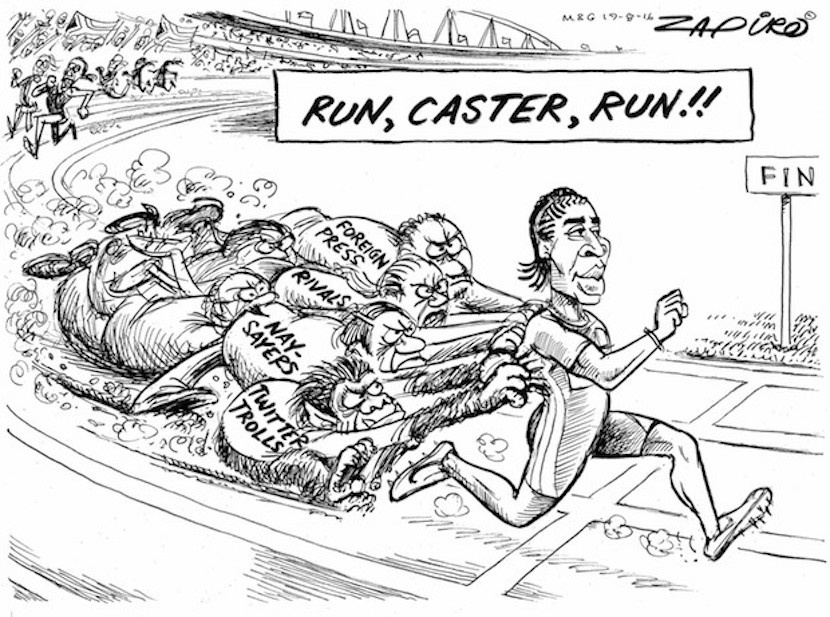 M&G 19-8-16 ZAPIRO
RUN, CASTER, RUN!!
FIN
FOREIGN
PRESS
RIVALS
NAY-
SAYERS
TWITTER
TROLLS